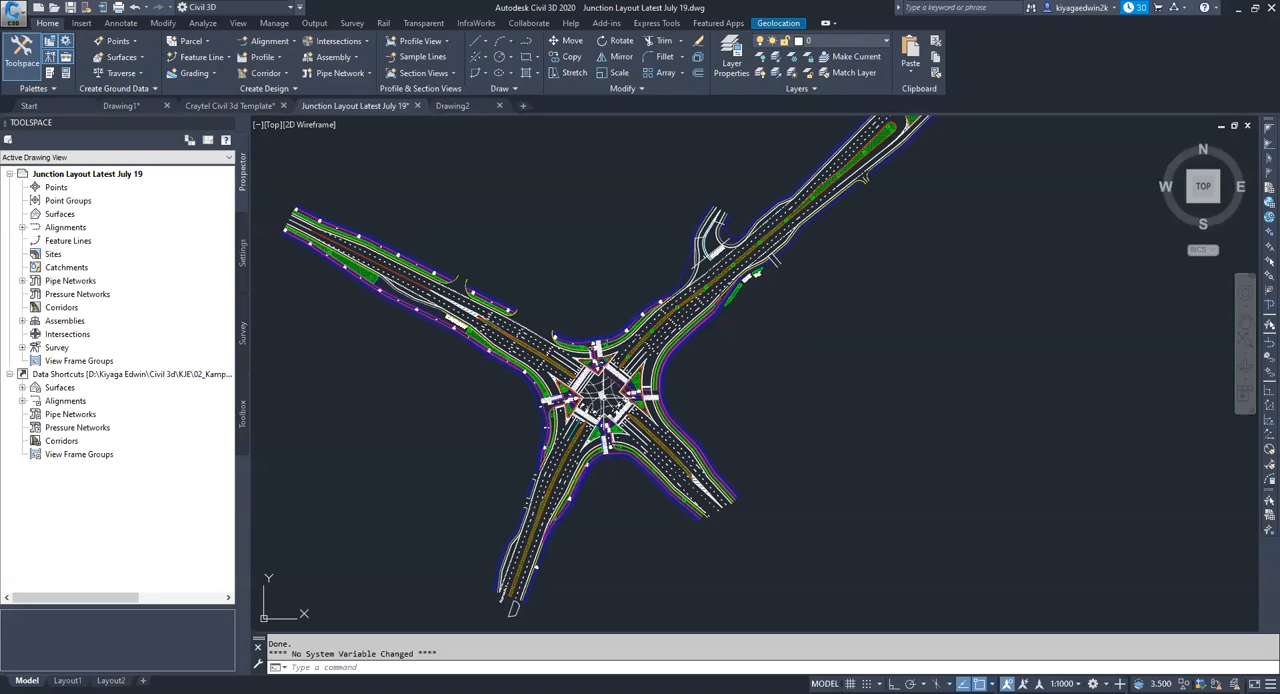 C3D
Civil 3D
Autodesk Civil 3D 2020 Junction Layout Latest July 19.dwg
Type a keyword or phrase
kiyagaedwin2k
30
Home Insert Annotate Modify Analyze View Manage Output Survey Rail Transparent InfraWorks Collaborate Help Add-ins Express Tools Featured Apps Geolocation
Toolspace
Points
Surfaces
Traverse
Parcel
Feature Line
Grading
Alignment
Profile
Corridor
Intersections
Assembly
Pipe Network
Profile View
Sample Lines
Section Views
Move
Copy
Stretch
Rotate
Mirror
Scale
Trim
Fillet
Array
Layer
Properties
0
Make Current
Match Layer
Paste
Palettes Create Ground Data Create Design Profile & Section Views Draw Modify Layers Clipboard
Start Drawing1* Craytel Civil 3d Template* Junction Layout Latest July 19* Drawing2
TOOLSPACE
Active Drawing View
Junction Layout Latest July 19
Points
Point Groups
Surfaces
Alignments
Feature Lines
Sites
Catchments
Pipe Networks
Pressure Networks
Corridors
Assemblies
Intersections
Survey
View Frame Groups
Data Shortcuts [D:\Kiyaga Edwin\Civil 3d\KJE\02_Kamp...
Surfaces
Alignments
Pipe Networks
Pressure Networks
Corridors
View Frame Groups
Prospector
Settings
Survey
Toolbox
[−][Top][2D Wireframe]
N
W TOP E
S
WCS
Y
X
Done.
**** No System Variable Changed ****
Type a command
Model Layout1 Layout2
MODEL 1:1000 3.500